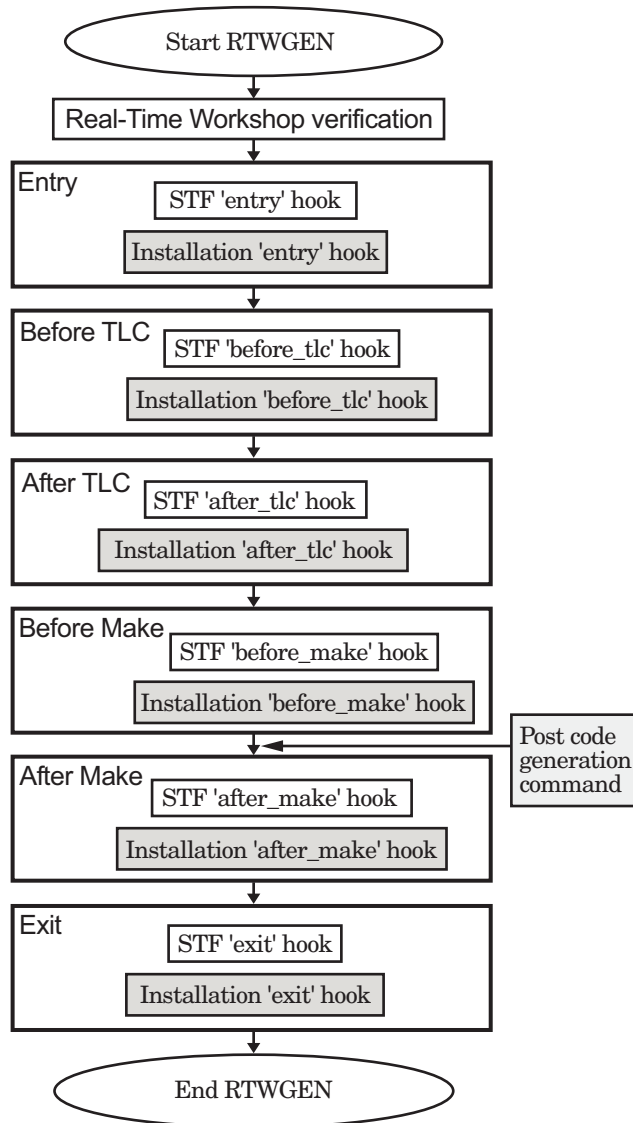 Start RTWGEN
Real-Time Workshop verification
Entry
STF 'entry' hook
Installation 'entry' hook
Before TLC
STF 'before_tlc' hook
Installation 'before_tlc' hook
After TLC
STF 'after_tlc' hook
Installation 'after_tlc' hook
Before Make
STF 'before_make' hook
Installation 'before_make' hook
Post code
generation
command
After Make
STF 'after_make' hook
Installation 'after_make' hook
Exit
STF 'exit' hook
Installation 'exit' hook
End RTWGEN